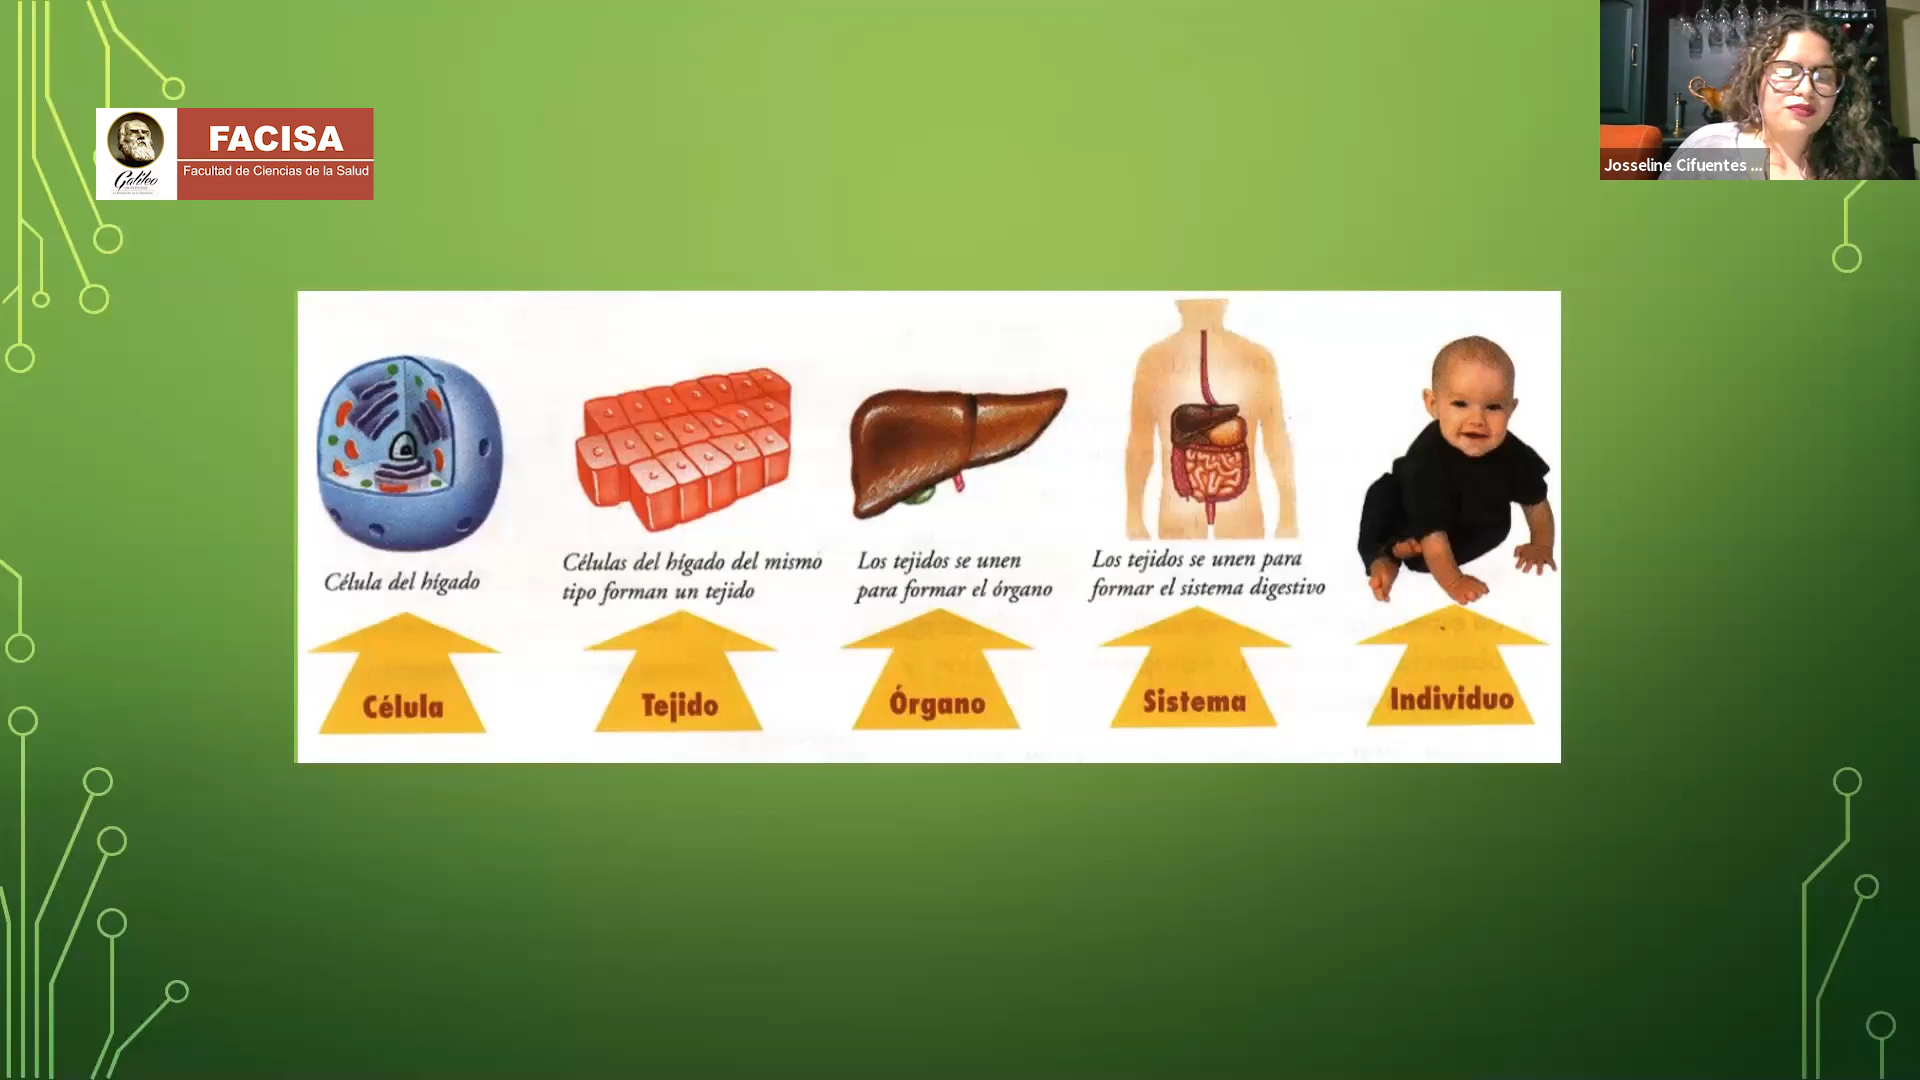 FACISA
Facultad de Ciencias de la Salud
Galileo
Josseline Cifuentes ...
Célula del hígado
Células del hígado del mismo
tipo forman un tejido
Los tejidos se unen
para formar el órgano
Los tejidos se unen para
formar el sistema digestivo
Célula
Tejido
Órgano
Sistema
Individuo